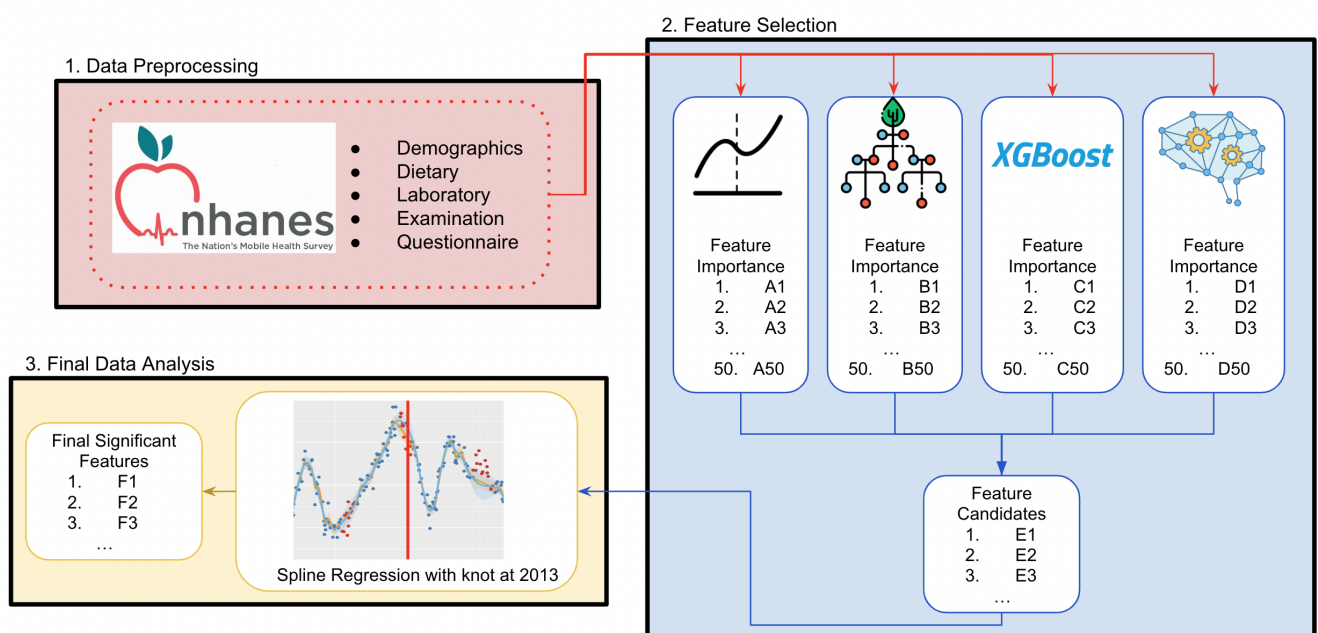 1. Data Preprocessing
nhanes
The Nation's Mobile Health Survey
● Demographics
● Dietary
● Laboratory
● Examination
● Questionnaire
2. Feature Selection
Feature
Importance
1. A1
2. A2
3. A3
...
50. A50
Feature
Importance
1. B1
2. B2
3. B3
...
50. B50
XGBoost
Feature
Importance
1. C1
2. C2
3. C3
...
50. C50
Feature
Importance
1. D1
2. D2
3. D3
...
50. D50
Feature
Candidates
1. E1
2. E2
3. E3
...
3. Final Data Analysis
Spline Regression with knot at 2013
Final Significant
Features
1. F1
2. F2
3. F3
...